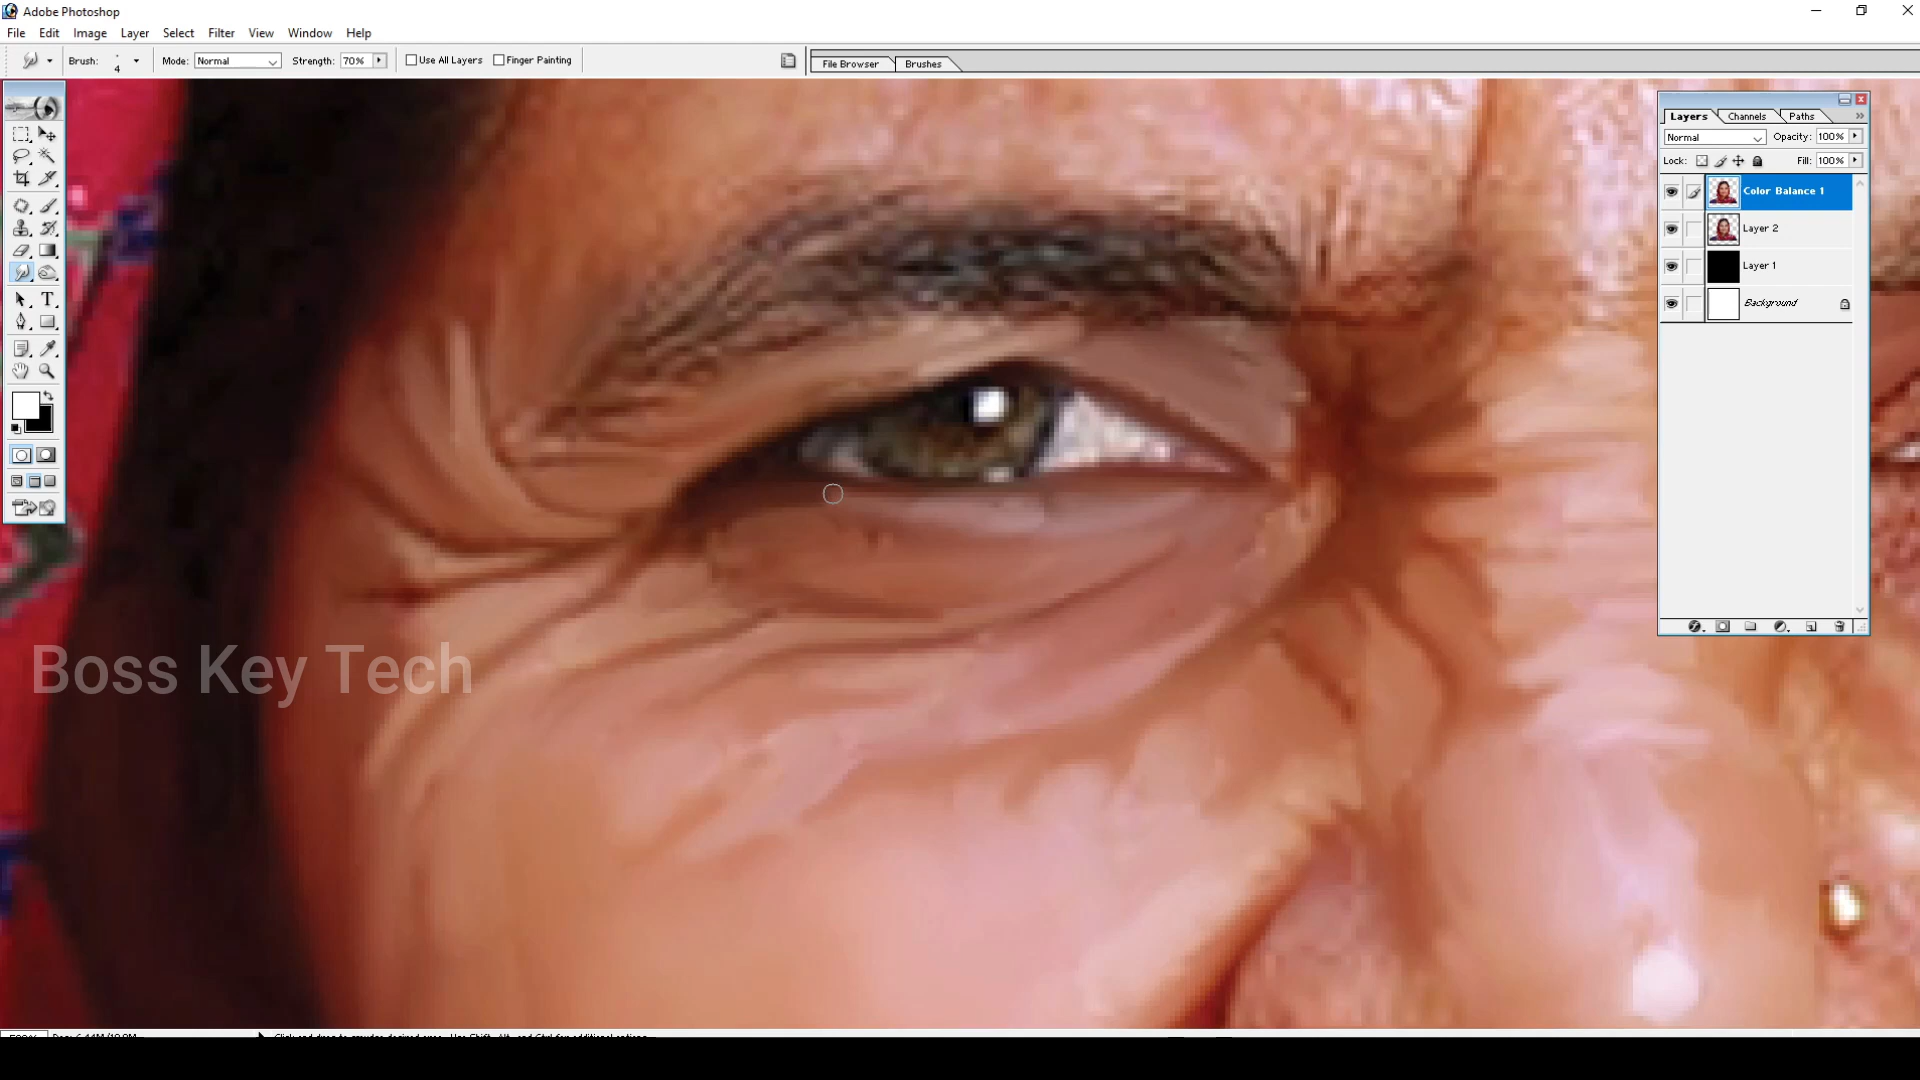 Adobe Photoshop
File Edit Image Layer Select Filter View Window Help
Brush: 4 Mode: Normal Strength: 70% Use All Layers Finger Painting File Browser Brushes
Layers Channels Paths
Normal Opacity: 100%
Lock: Fill: 100%
Color Balance 1
Layer 2
Layer 1
Background
Boss Key Tech